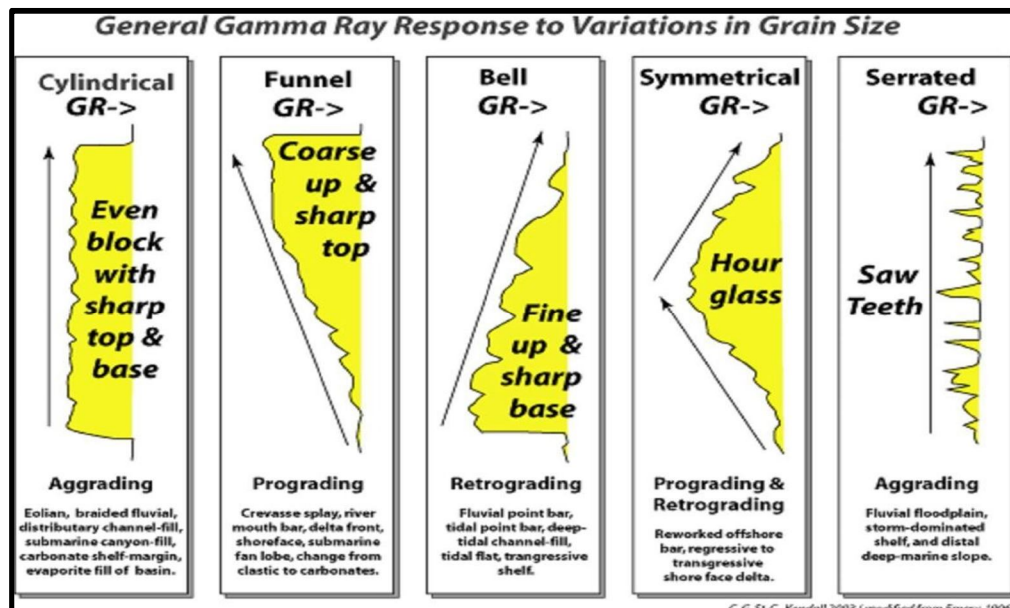 General Gamma Ray Response to Variations in Grain Size
Cylindrical
GR->
Even
block
with
sharp
top &
base
Aggrading
Eolian, braided fluvial,
distributary channel-fill,
submarine canyon-fill,
carbonate shelf-margin,
evaporite fill of basin.
Funnel
GR->
Coarse
up &
sharp
top
Prograding
Crevasse splay, river
mouth bar, delta front,
shoreface, submarine
fan lobe, change from
clastic to carbonates.
Bell
GR->
Fine
up &
sharp
base
Retrograding
Fluvial point bar,
tidal point bar, deep-
tidal channel-fill,
tidal flat, trangressive
shelf.
Symmetrical
GR->
Hour
glass
Prograding &
Retrograding
Reworked offshore
bar, regressive to
transgressive
shore face delta.
Serrated
GR->
Saw
Teeth
Aggrading
Fluvial floodplain,
storm-dominated
shelf, and distal
deep-marine slope.